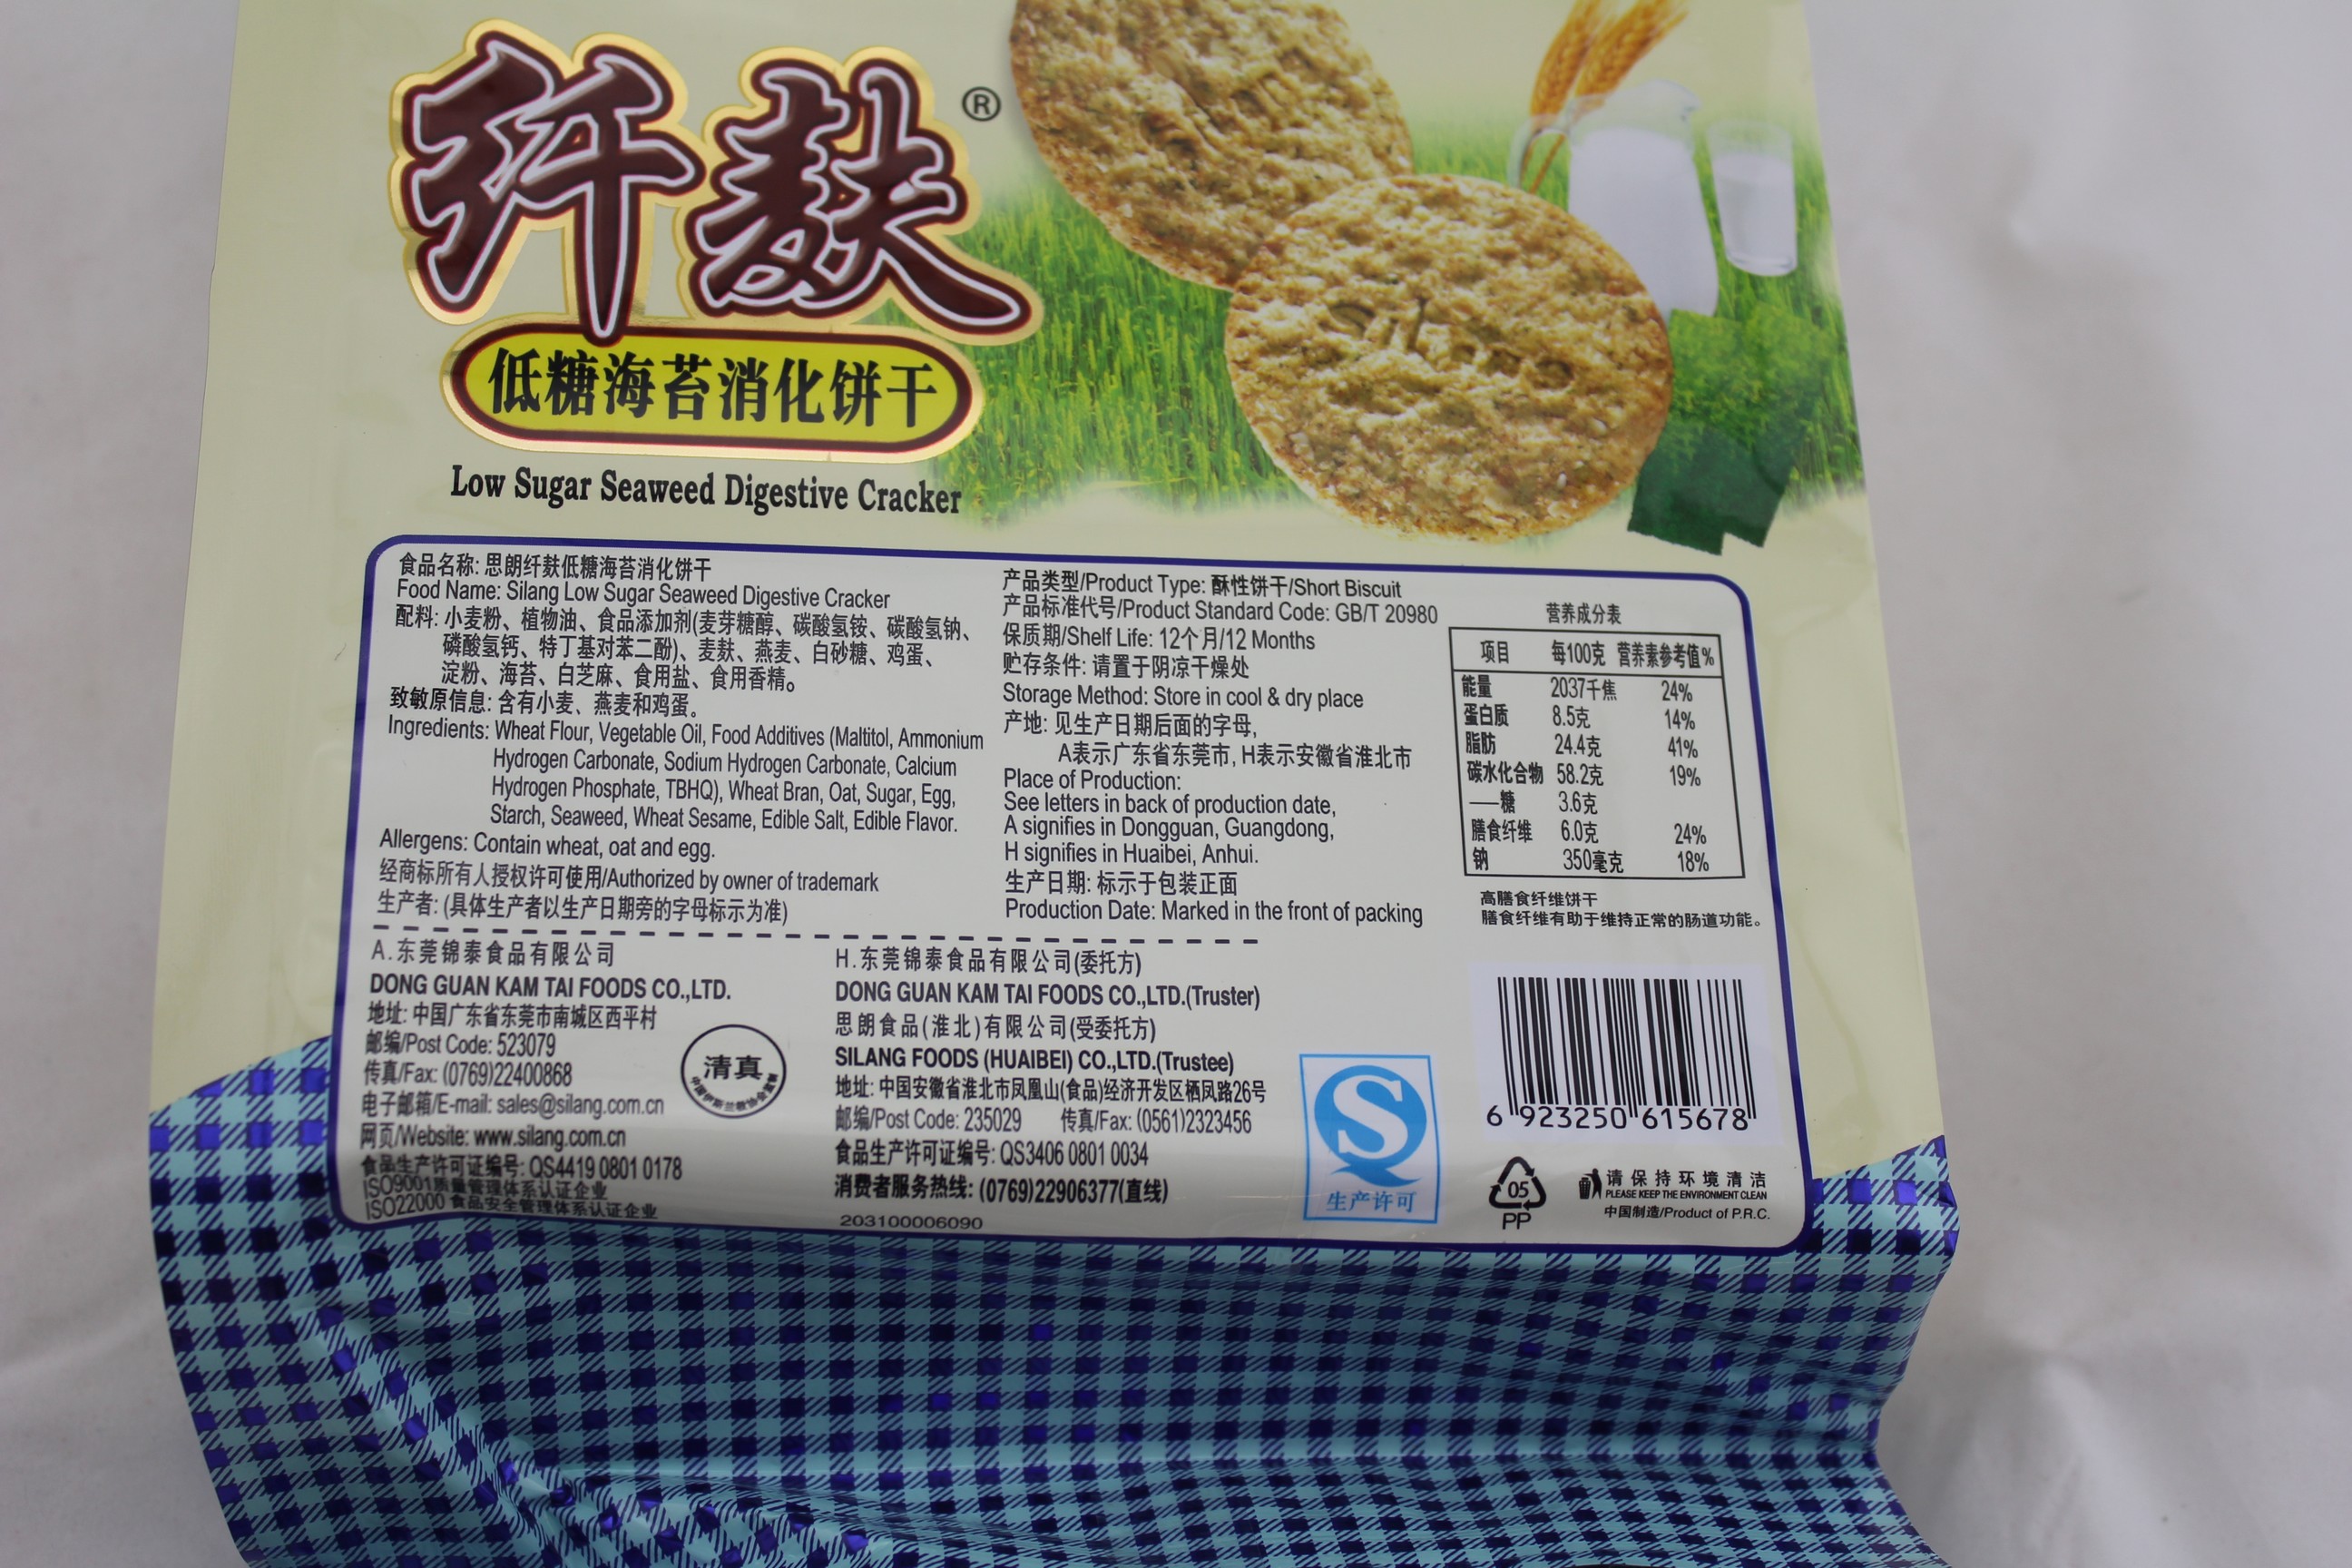 纤麸®
低糖海苔消化饼干
Low Sugar Seaweed Digestive Cracker
食品名称: 思朗纤麸低糖海苔消化饼干
Food Name: Silang Low Sugar Seaweed Digestive Cracker
配料: 小麦粉、植物油、食品添加剂(麦芽糖醇、碳酸氢铵、碳酸氢钠、
磷酸氢钙、特丁基对苯二酚)、麦麸、燕麦、白砂糖、鸡蛋、
淀粉、海苔、白芝麻、食用盐、食用香精。
致敏原信息: 含有小麦、燕麦和鸡蛋。
Ingredients: Wheat Flour, Vegetable Oil, Food Additives (Maltitol, Ammonium
Hydrogen Carbonate, Sodium Hydrogen Carbonate, Calcium
Hydrogen Phosphate, TBHQ), Wheat Bran, Oat, Sugar, Egg,
Starch, Seaweed, Wheat Sesame, Edible Salt, Edible Flavor.
Allergens: Contain wheat, oat and egg.
经商标所有人授权许可使用/Authorized by owner of trademark
生产者: (具体生产者以生产日期旁的字母标示为准)
产品类型/Product Type: 酥性饼干/Short Biscuit
产品标准代号/Product Standard Code: GB/T 20980
保质期/Shelf Life: 12个月/12 Months
贮存条件: 请置于阴凉干燥处
Storage Method: Store in cool & dry place
产地: 见生产日期后面的字母,
A表示广东省东莞市, H表示安徽省淮北市
Place of Production:
See letters in back of production date,
A signifies in Dongguan, Guangdong,
H signifies in Huaibei, Anhui.
生产日期: 标示于包装正面
Production Date: Marked in the front of packing
营养成分表
项目 每100克 营养素参考值%
能量 2037千焦 24%
蛋白质 8.5克 14%
脂肪 24.4克 41%
碳水化合物 58.2克 19%
——糖 3.6克
膳食纤维 6.0克 24%
钠 350毫克 18%
高膳食纤维饼干
膳食纤维有助于维持正常的肠道功能。
A.东莞锦泰食品有限公司
DONG GUAN KAM TAI FOODS CO.,LTD.
地址: 中国广东省东莞市南城区西平村
邮编/Post Code: 523079
传真/Fax: (0769)22400868
电子邮箱/E-mail: sales@silang.com.cn
网页/Website: www.silang.com.cn
食品生产许可证编号: QS4419 0801 0178
ISO9001质量管理体系认证企业
ISO22000 食品安全管理体系认证企业
清真
中国伊斯兰教协会监制
H.东莞锦泰食品有限公司(委托方)
DONG GUAN KAM TAI FOODS CO.,LTD.(Truster)
思朗食品(淮北)有限公司(受委托方)
SILANG FOODS (HUAIBEI) CO.,LTD.(Trustee)
地址: 中国安徽省淮北市凤凰山(食品)经济开发区栖凤路26号
邮编/Post Code: 235029 传真/Fax: (0561)2323456
食品生产许可证编号: QS3406 0801 0034
消费者服务热线: (0769)22906377(直线)
203100006090
生产许可
6 923250 615678
05
PP
请保持环境清洁
PLEASE KEEP THE ENVIRONMENT CLEAN
中国制造/Product of P.R.C.